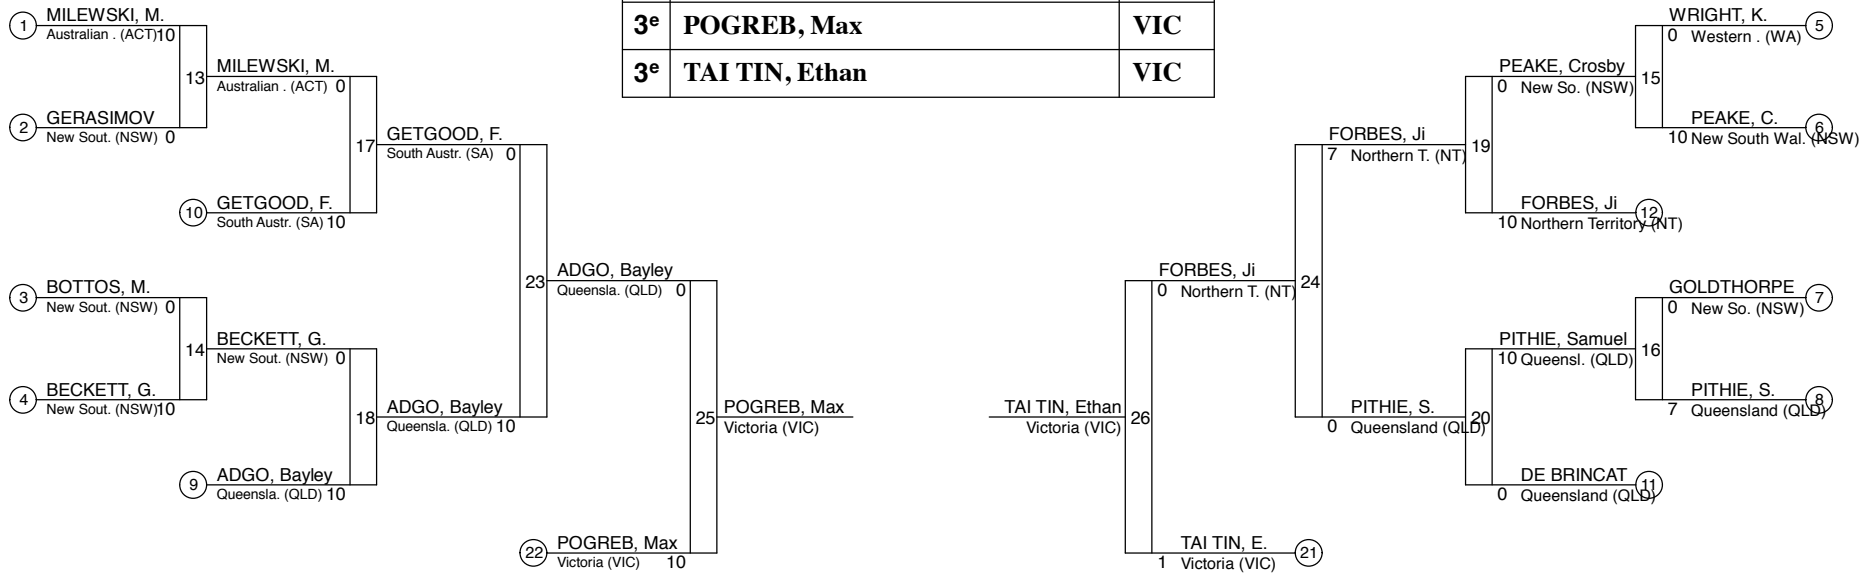 3e POGREB, Max VIC
3e TAI TIN, Ethan VIC
1 MILEWSKI, M.
Australian . (ACT) 10
13
2 GERASIMOV
New Sout. (NSW) 0
MILEWSKI, M.
Australian . (ACT) 0
17
10 GETGOOD, F.
South Austr. (SA) 10
GETGOOD, F.
South Austr. (SA) 0
3 BOTTOS, M.
New Sout. (NSW) 0
14
4 BECKETT, G.
New Sout. (NSW) 10
BECKETT, G.
New Sout. (NSW) 0
18
9 ADGO, Bayley
Queensla. (QLD) 10
ADGO, Bayley
Queensla. (QLD) 10
23
ADGO, Bayley
Queensla. (QLD) 0
25
22 POGREB, Max
Victoria (VIC) 10
POGREB, Max
Victoria (VIC)
TAI TIN, Ethan
Victoria (VIC)
26
FORBES, Ji
0 Northern T. (NT)
TAI TIN, E. 21
1 Victoria (VIC)
24
FORBES, Ji
7 Northern T. (NT)
PITHIE, S.
0 Queensland (QLD)
19
PEAKE, Crosby
0 New So. (NSW)
FORBES, Ji 12
10 Northern Territory (NT)
15
WRIGHT, K. 5
0 Western . (WA)
PEAKE, C. 6
10 New South Wal. (NSW)
20
PITHIE, Samuel
10 Queensl. (QLD)
DE BRINCAT 11
0 Queensland (QLD)
16
GOLDTHORPE 7
0 New So. (NSW)
PITHIE, S. 8
7 Queensland (QLD)